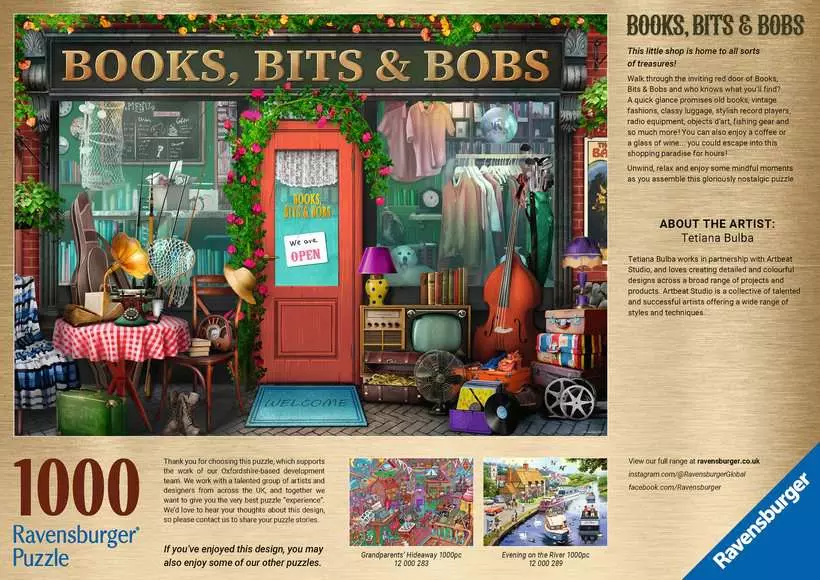 BOOKS, BITS & BOBS
BOOKS,
BITS & BOBS
We are
OPEN
WELCOME
BOOKS, BITS & BOBS
This little shop is home to all sorts
of treasures!
Walk through the inviting red door of Books,
Bits & Bobs and who knows what you'll find?
A quick glance promises old books, vintage
fashions, classy luggage, stylish record players,
radio equipment, objects d'art, fishing gear and
so much more! You can also enjoy a coffee or
a glass of wine... you could escape into this
shopping paradise for hours!
Unwind, relax and enjoy some mindful moments
as you assemble this gloriously nostalgic puzzle
ABOUT THE ARTIST:
Tetiana Bulba
Tetiana Bulba works in partnership with Artbeat
Studio, and loves creating detailed and colourful
designs across a broad range of projects and
products. Artbeat Studio is a collective of talented
and successful artists offering a wide range of
styles and techniques.
1000
Ravensburger®
Puzzle
Thank you for choosing this puzzle, which supports
the work of our Oxfordshire-based development
team. We work with a talented group of artists and
designers from across the UK, and together we
want to give you the very best puzzle "experience".
We'd love to hear your thoughts about this design,
so please contact us to share your puzzle stories.
If you've enjoyed this design, you may
also enjoy some of our other puzzles.
Grandparents' Hideaway 1000pc
12 000 283
Evening on the River 1000pc
12 000 289
View our full range at ravensburger.co.uk
instagram.com/@RavensburgerGlobal
facebook.com/Ravensburger
Ravensburger